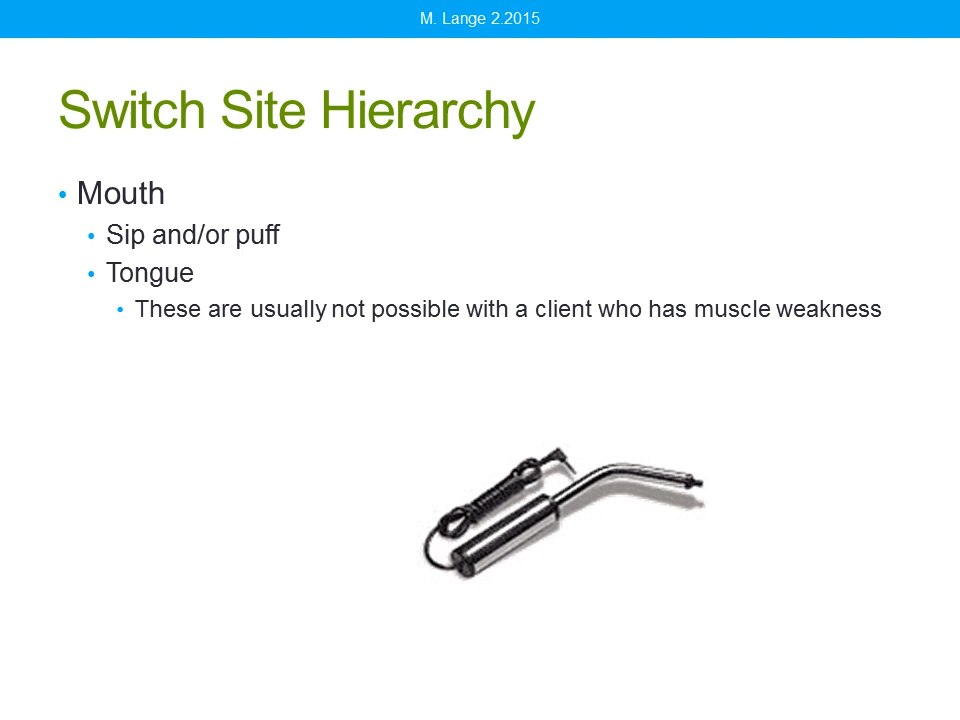 M. Lange 2.2015
Switch Site Hierarchy
• Mouth
• Sip and/or puff
• Tongue
• These are usually not possible with a client who has muscle weakness